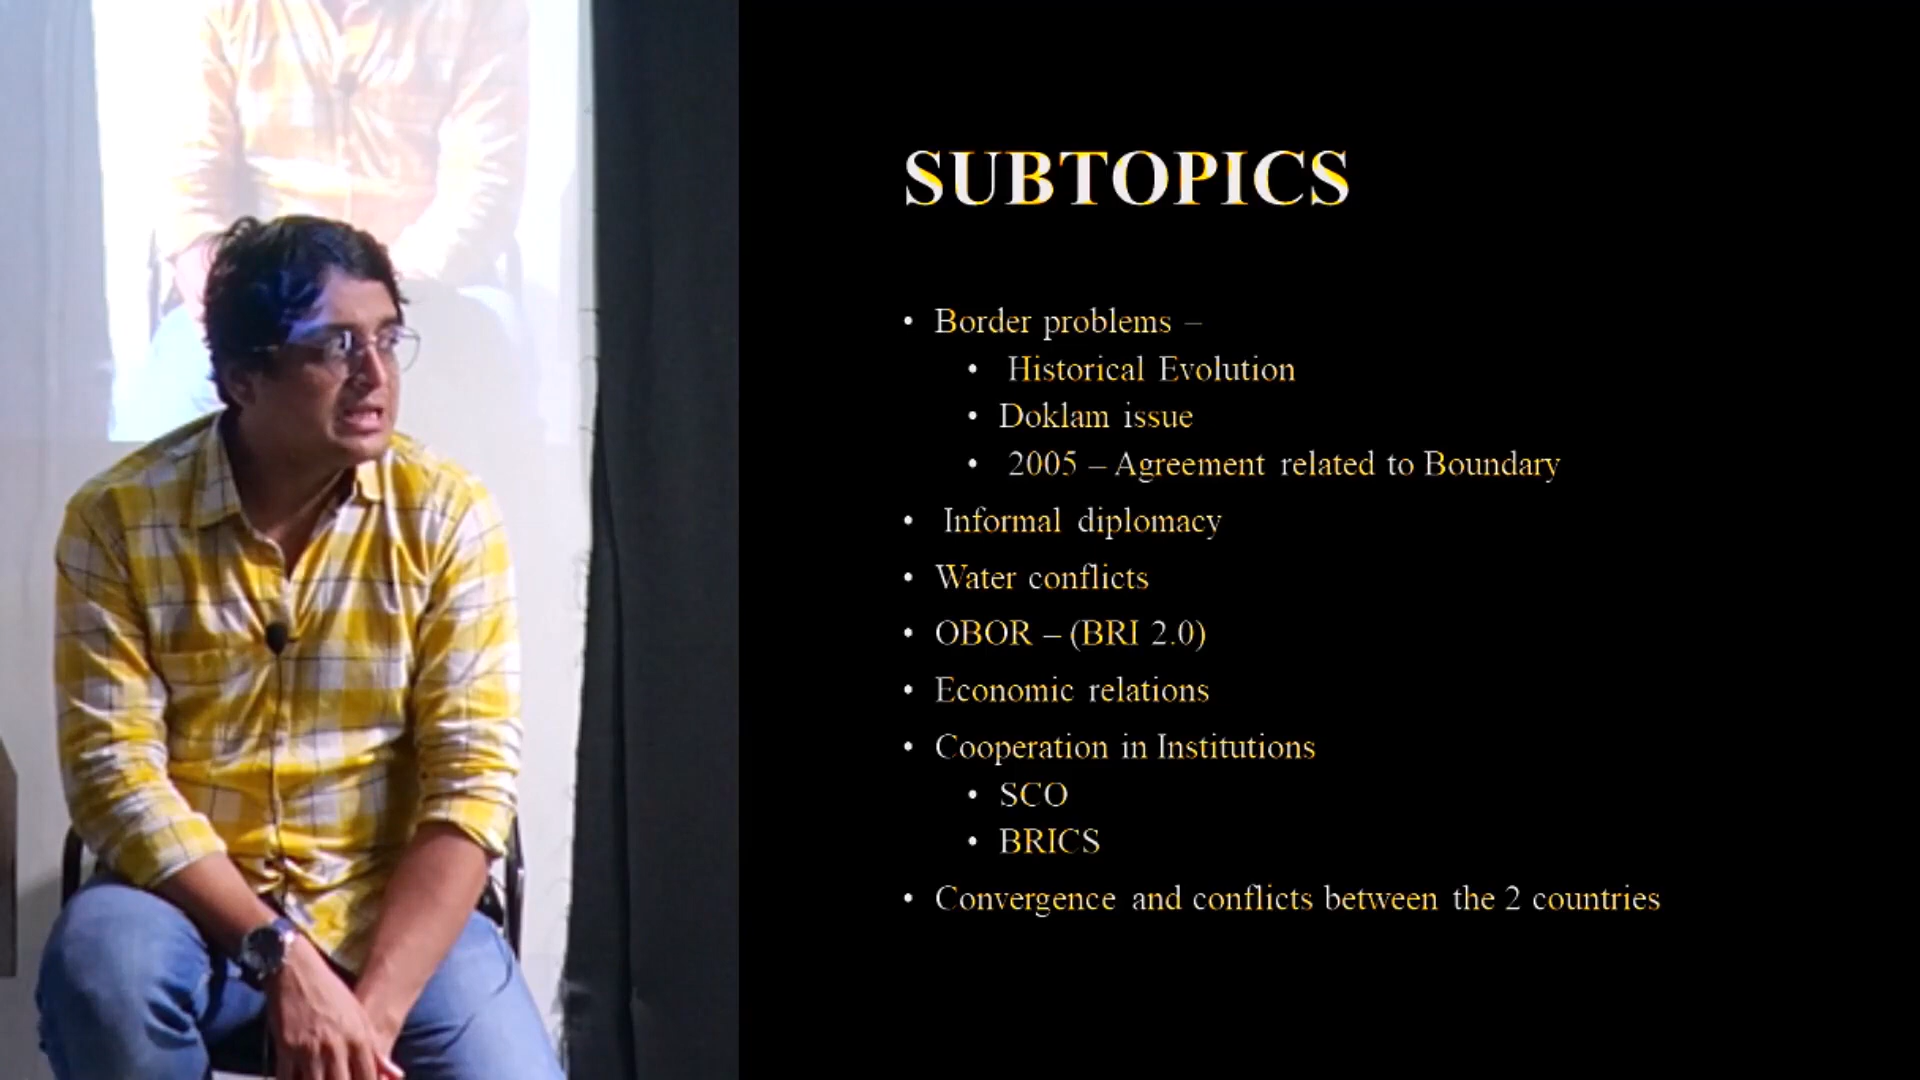 SUBTOPICS
• Border problems –
• Historical Evolution
• Doklam issue
• 2005 – Agreement related to Boundary
• Informal diplomacy
• Water conflicts
• OBOR – (BRI 2.0)
• Economic relations
• Cooperation in Institutions
• SCO
• BRICS
• Convergence and conflicts between the 2 countries